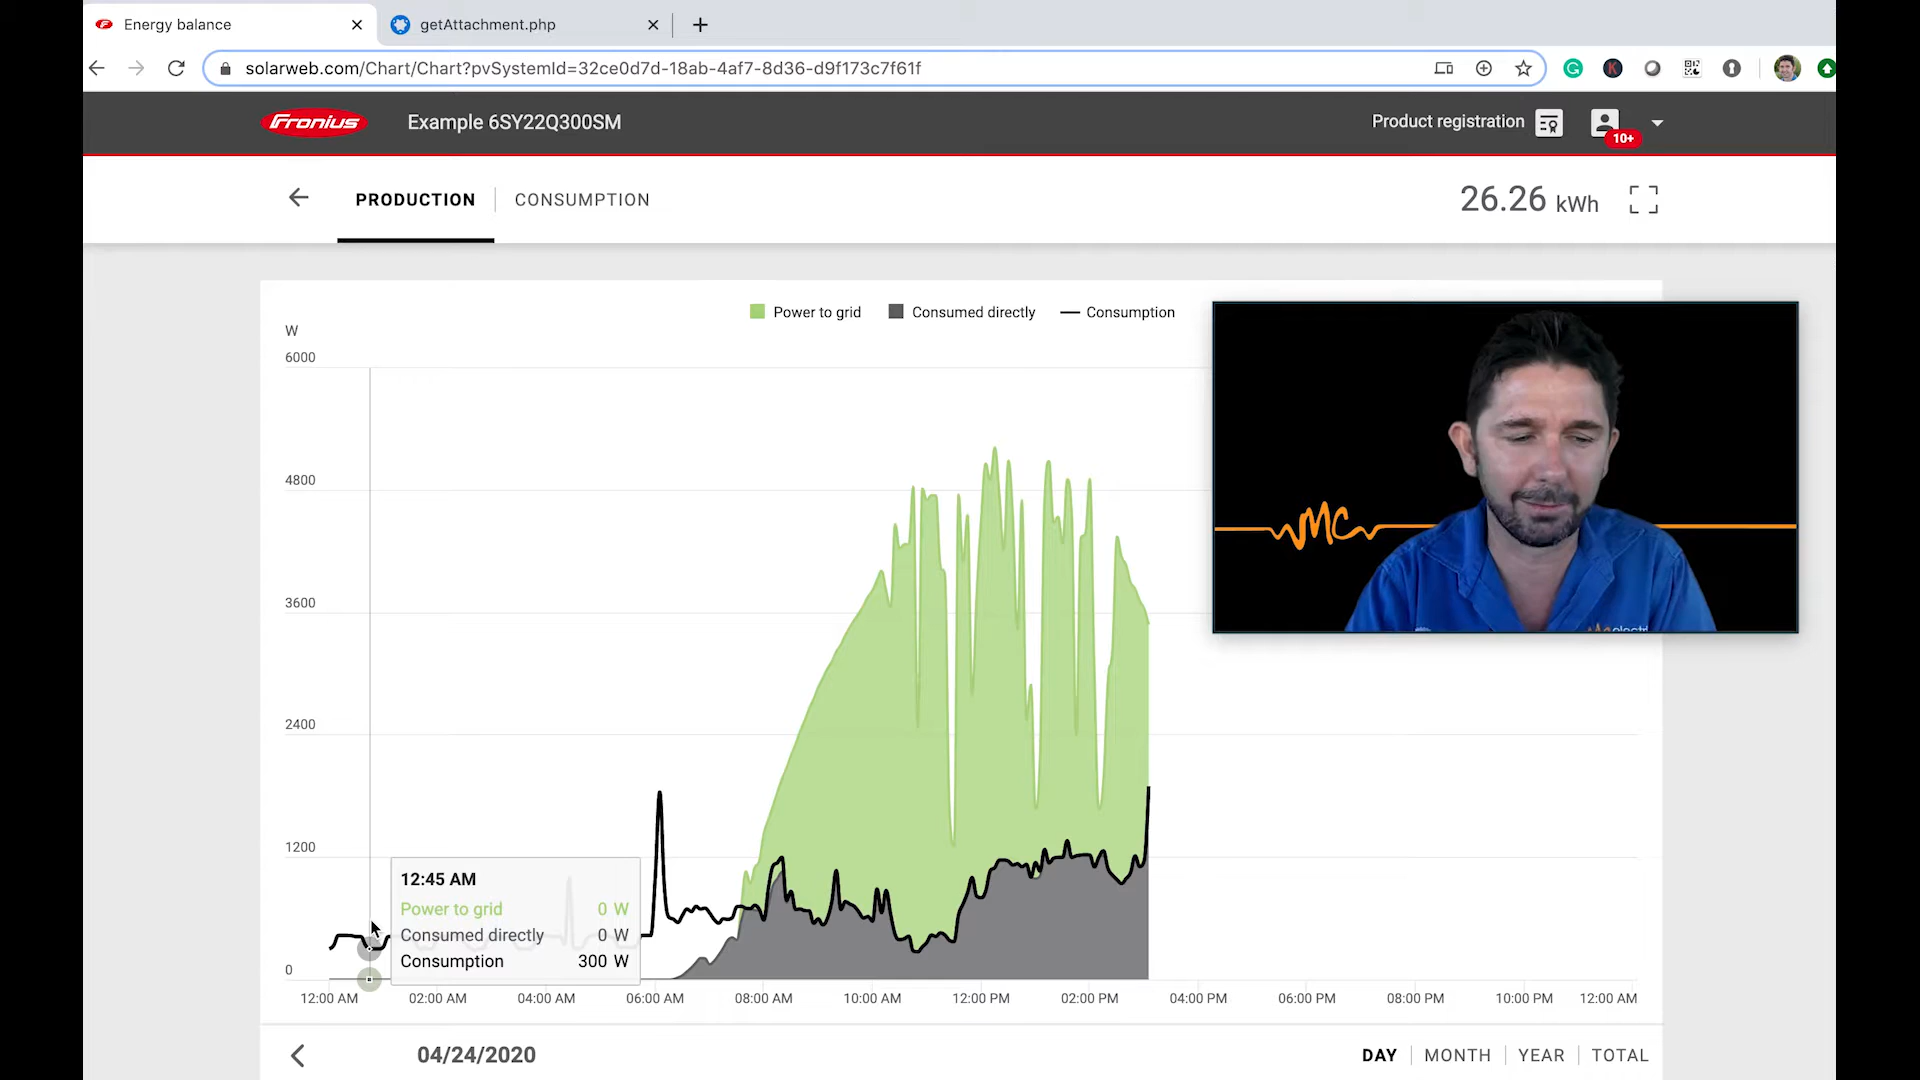 Energy balance
getAttachment.php
solarweb.com/Chart/Chart?pvSystemId=32ce0d7d-18ab-4af7-8d36-d9f173c7f61f
Fronius
Example 6SY22Q300SM
Product registration
10+
PRODUCTION
CONSUMPTION
26.26 kWh
Power to grid
Consumed directly
Consumption
W
6000
4800
3600
2400
1200
0
MC
12:45 AM
Power to grid 0 W
Consumed directly 0 W
Consumption 300 W
12:00 AM 02:00 AM 04:00 AM 06:00 AM 08:00 AM 10:00 AM 12:00 PM 02:00 PM 04:00 PM 06:00 PM 08:00 PM 10:00 PM 12:00 AM
04/24/2020
DAY
MONTH
YEAR
TOTAL